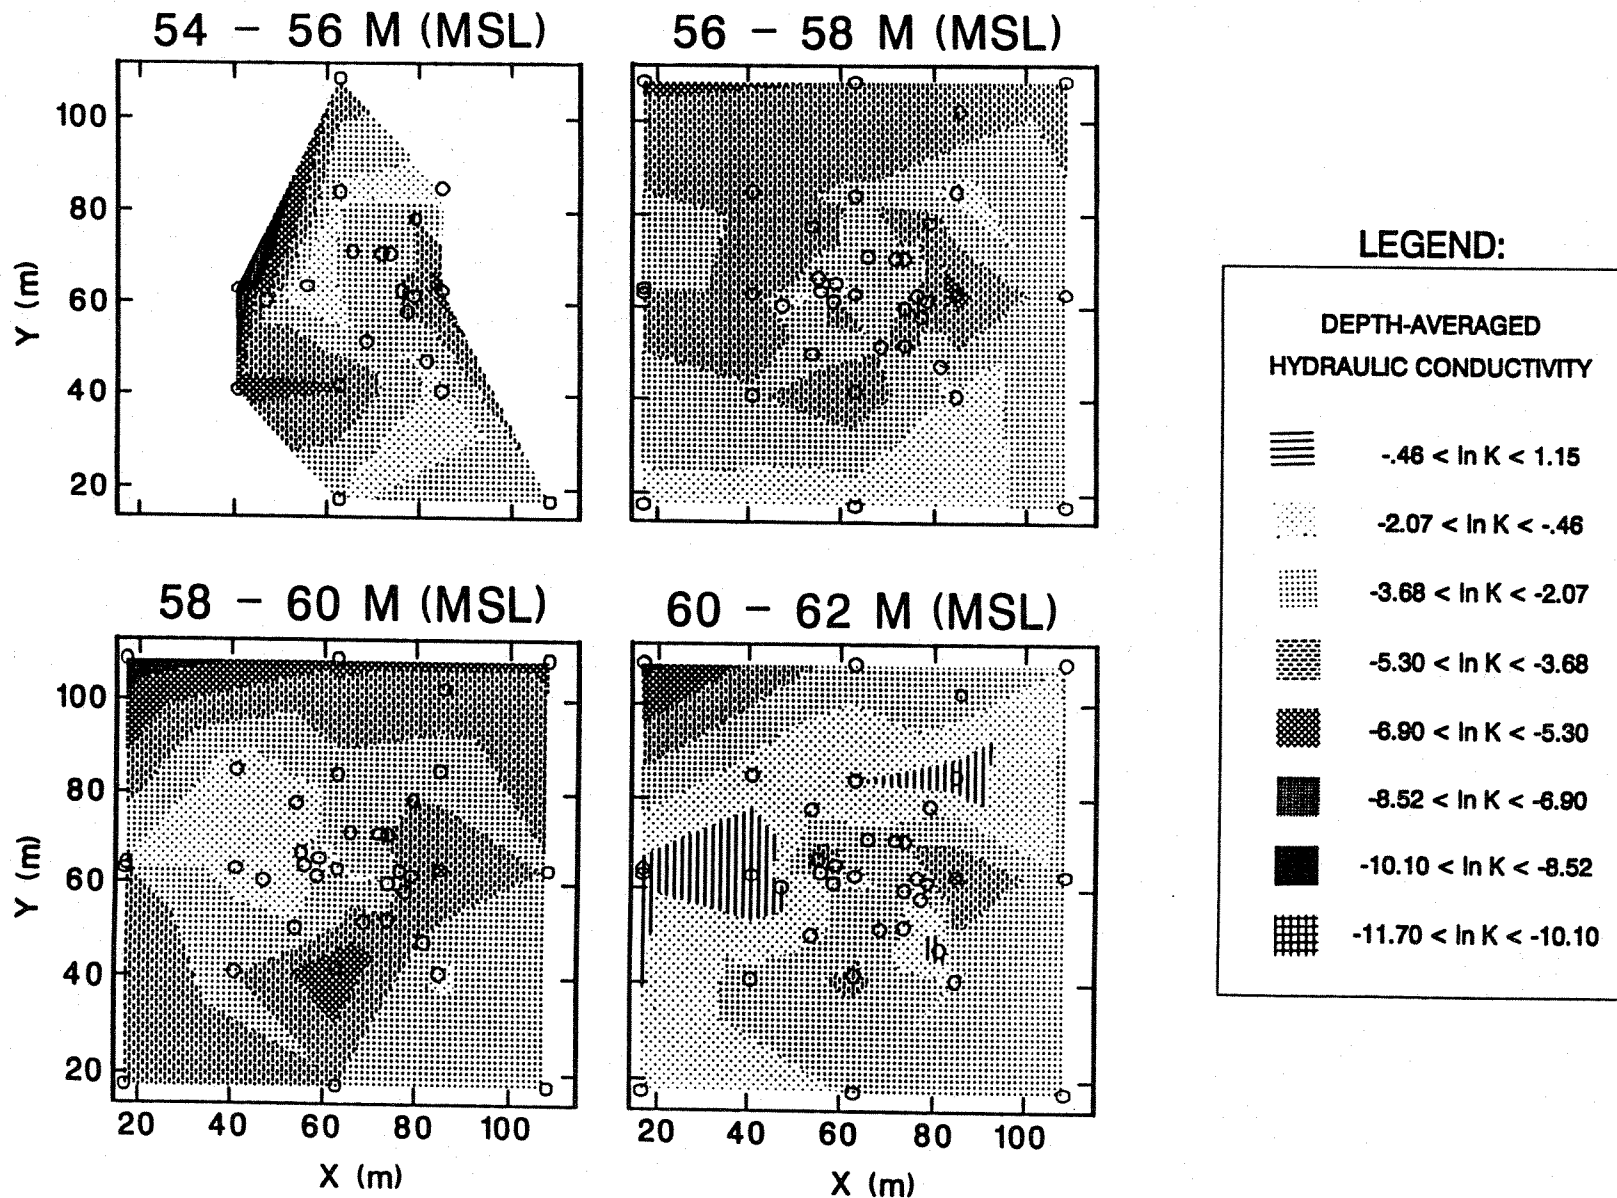 54 – 56 M (MSL)
56 – 58 M (MSL)
100
80
60
40
20
Y (m)
58 – 60 M (MSL)
60 – 62 M (MSL)
100
80
60
40
20
Y (m)
20 40 60 80 100
X (m)
20 40 60 80 100
X (m)
LEGEND:
DEPTH-AVERAGED
HYDRAULIC CONDUCTIVITY
-.46 < ln K < 1.15
-2.07 < ln K < -.46
-3.68 < ln K < -2.07
-5.30 < ln K < -3.68
-6.90 < ln K < -5.30
-8.52 < ln K < -6.90
-10.10 < ln K < -8.52
-11.70 < ln K < -10.10